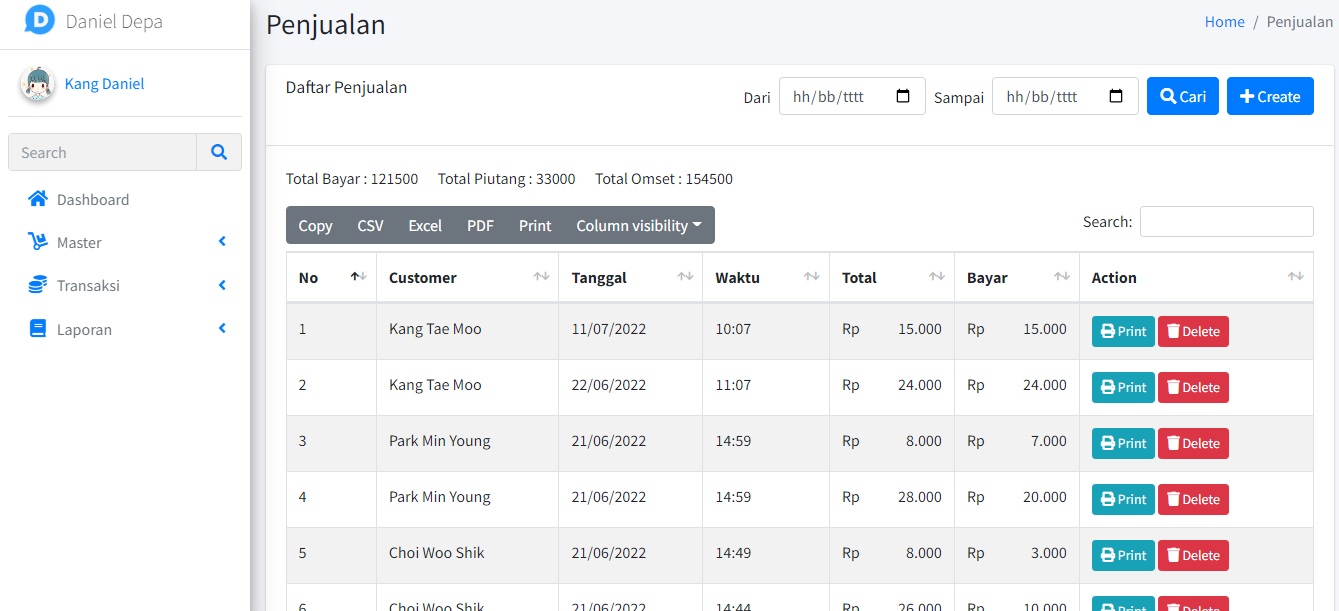 D Daniel Depa
Penjualan
Home / Penjualan
Kang Daniel
Daftar Penjualan
Dari hh/bb/tttt Sampai hh/bb/tttt Cari Create
Search
Dashboard
Master
Transaksi
Laporan
Total Bayar : 121500 Total Piutang : 33000 Total Omset : 154500
Copy CSV Excel PDF Print Column visibility
Search:
No Customer Tanggal Waktu Total Bayar Action
1 Kang Tae Moo 11/07/2022 10:07 Rp 15.000 Rp 15.000 Print Delete
2 Kang Tae Moo 22/06/2022 11:07 Rp 24.000 Rp 24.000 Print Delete
3 Park Min Young 21/06/2022 14:59 Rp 8.000 Rp 7.000 Print Delete
4 Park Min Young 21/06/2022 14:59 Rp 28.000 Rp 20.000 Print Delete
5 Choi Woo Shik 21/06/2022 14:49 Rp 8.000 Rp 3.000 Print Delete
6 Choi Woo Shik 21/06/2022 14:44 Rp 26.000 Rp 10.000 Print Delete